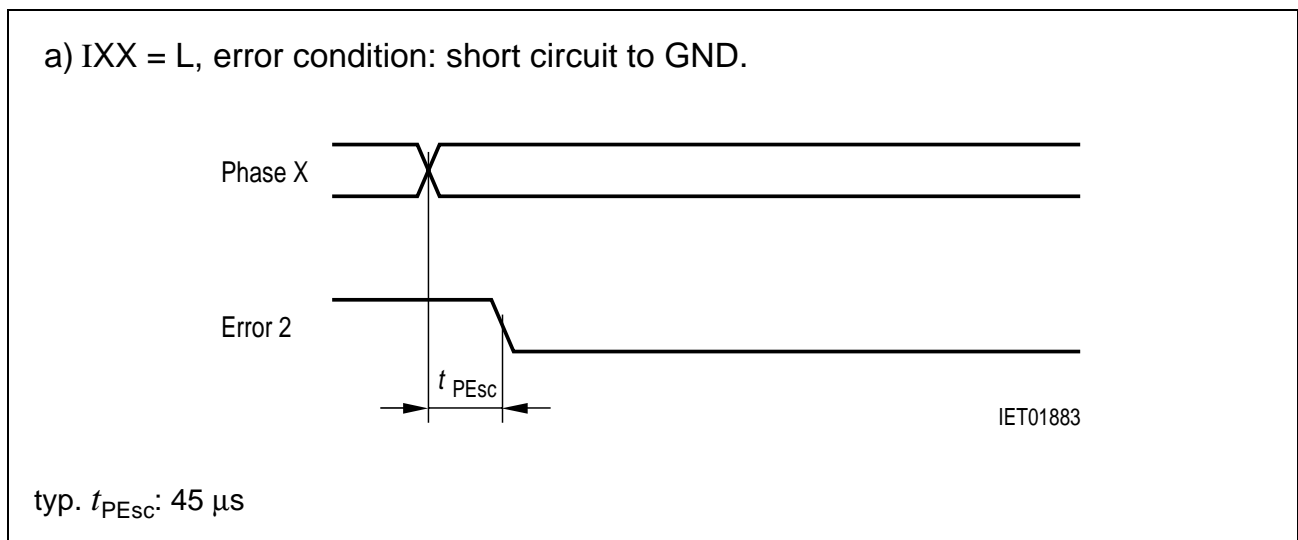 a) IXX = L, error condition: short circuit to GND.
Phase X
Error 2
t PEsc
IET01883
typ. tPEsc: 45 μs